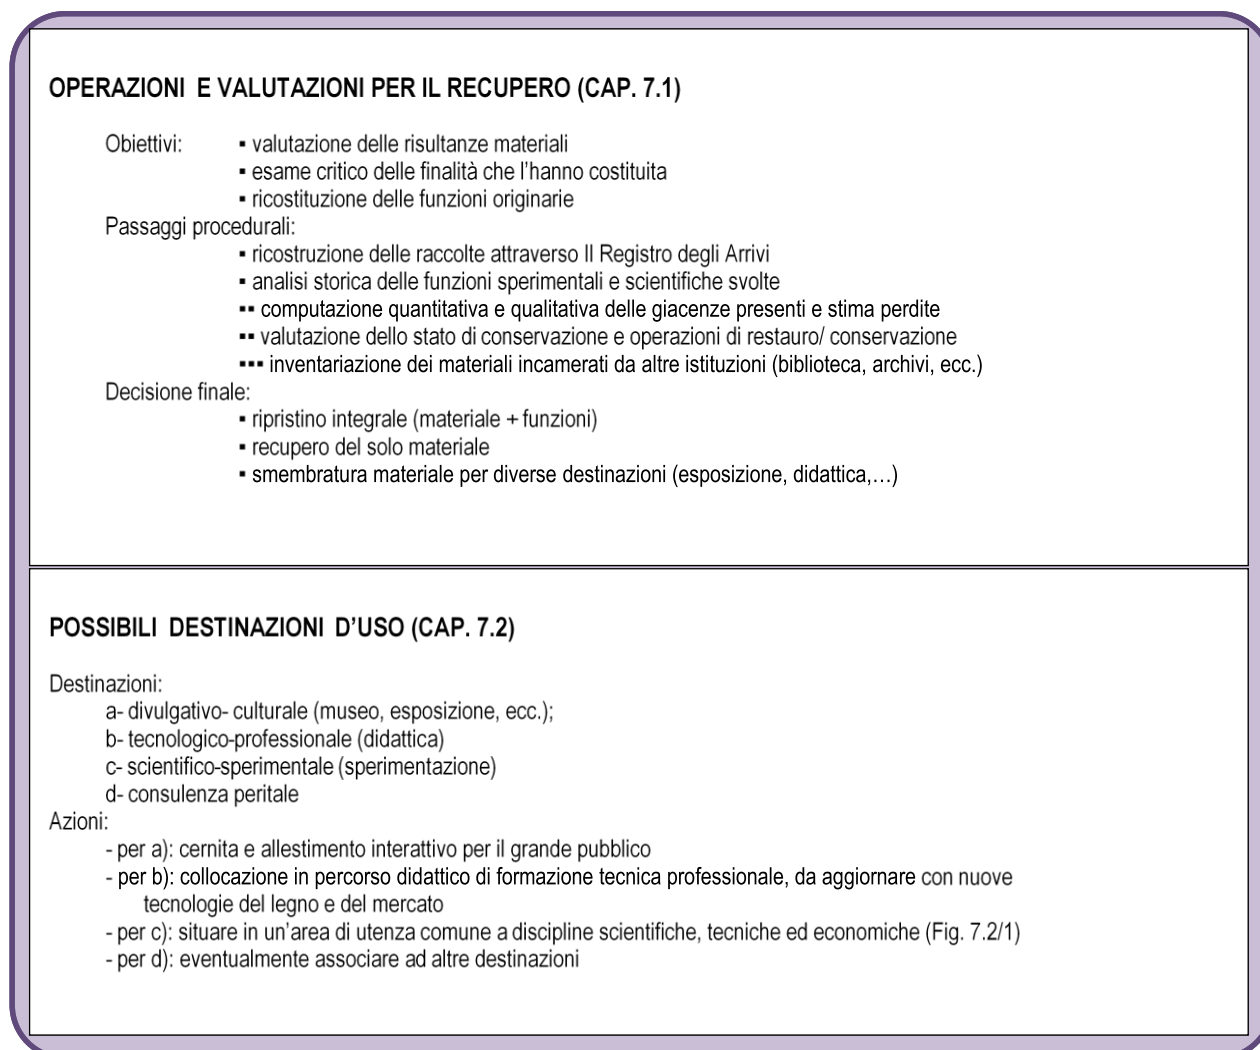 OPERAZIONI E VALUTAZIONI PER IL RECUPERO (CAP. 7.1)
Obiettivi: ▪ valutazione delle risultanze materiali
▪ esame critico delle finalità che l’hanno costituita
▪ ricostituzione delle funzioni originarie
Passaggi procedurali:
▪ ricostruzione delle raccolte attraverso Il Registro degli Arrivi
▪ analisi storica delle funzioni sperimentali e scientifiche svolte
▪▪ computazione quantitativa e qualitativa delle giacenze presenti e stima perdite
▪▪ valutazione dello stato di conservazione e operazioni di restauro/ conservazione
▪▪▪ inventariazione dei materiali incamerati da altre istituzioni (biblioteca, archivi, ecc.)
Decisione finale:
▪ ripristino integrale (materiale + funzioni)
▪ recupero del solo materiale
▪ smembratura materiale per diverse destinazioni (esposizione, didattica,…)
POSSIBILI DESTINAZIONI D’USO (CAP. 7.2)
Destinazioni:
a- divulgativo- culturale (museo, esposizione, ecc.);
b- tecnologico-professionale (didattica)
c- scientifico-sperimentale (sperimentazione)
d- consulenza peritale
Azioni:
- per a): cernita e allestimento interattivo per il grande pubblico
- per b): collocazione in percorso didattico di formazione tecnica professionale, da aggiornare con nuove
tecnologie del legno e del mercato
- per c): situare in un’area di utenza comune a discipline scientifiche, tecniche ed economiche (Fig. 7.2/1)
- per d): eventualmente associare ad altre destinazioni